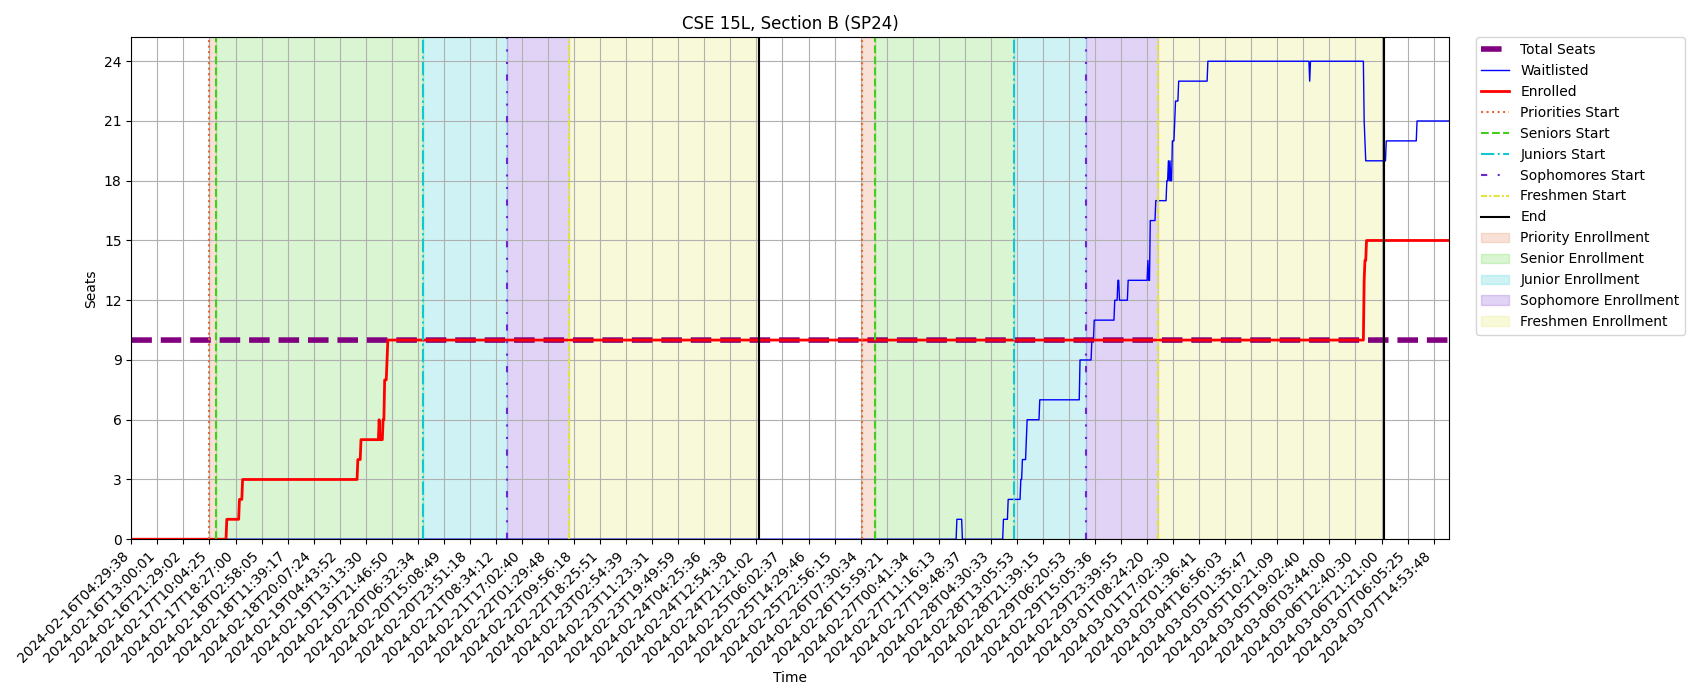 CSE 15L, Section B (SP24)
Seats
24
21
18
15
12
9
6
3
0
2024-02-16T04:29:38
2024-02-16T13:00:01
2024-02-16T21:29:02
2024-02-17T10:04:25
2024-02-17T18:27:00
2024-02-18T02:58:05
2024-02-18T11:39:17
2024-02-18T20:07:24
2024-02-19T04:43:52
2024-02-19T13:13:30
2024-02-19T21:46:50
2024-02-20T06:32:34
2024-02-20T15:08:49
2024-02-20T23:51:18
2024-02-21T08:34:12
2024-02-21T17:02:40
2024-02-22T01:29:48
2024-02-22T09:56:18
2024-02-22T18:25:51
2024-02-23T02:54:39
2024-02-23T11:23:31
2024-02-23T19:49:59
2024-02-24T04:25:36
2024-02-24T12:54:38
2024-02-24T21:21:02
2024-02-25T06:02:37
2024-02-25T14:29:46
2024-02-25T22:56:15
2024-02-26T07:30:34
2024-02-26T15:59:21
2024-02-27T00:41:34
2024-02-27T11:16:13
2024-02-27T19:48:37
2024-02-28T04:30:33
2024-02-28T13:05:53
2024-02-28T21:39:15
2024-02-29T06:20:53
2024-02-29T15:05:36
2024-02-29T23:39:55
2024-03-01T08:24:20
2024-03-01T17:02:30
2024-03-02T01:36:41
2024-03-04T16:56:03
2024-03-05T01:35:47
2024-03-05T10:21:09
2024-03-05T19:02:40
2024-03-06T03:44:00
2024-03-06T12:40:30
2024-03-06T21:21:00
2024-03-07T06:05:25
2024-03-07T14:53:48
Time
Total Seats
Waitlisted
Enrolled
Priorities Start
Seniors Start
Juniors Start
Sophomores Start
Freshmen Start
End
Priority Enrollment
Senior Enrollment
Junior Enrollment
Sophomore Enrollment
Freshmen Enrollment